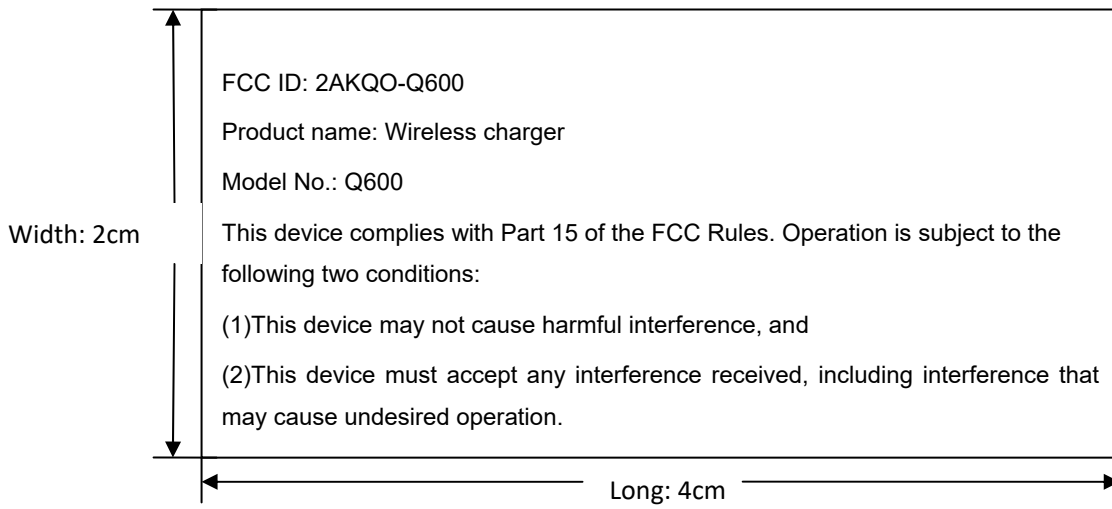 FCC ID: 2AKQO-Q600
Product name: Wireless charger
Model No.: Q600
Width: 2cm
This device complies with Part 15 of the FCC Rules. Operation is subject to the
following two conditions:
(1)This device may not cause harmful interference, and
(2)This device must accept any interference received, including interference that
may cause undesired operation.
Long: 4cm